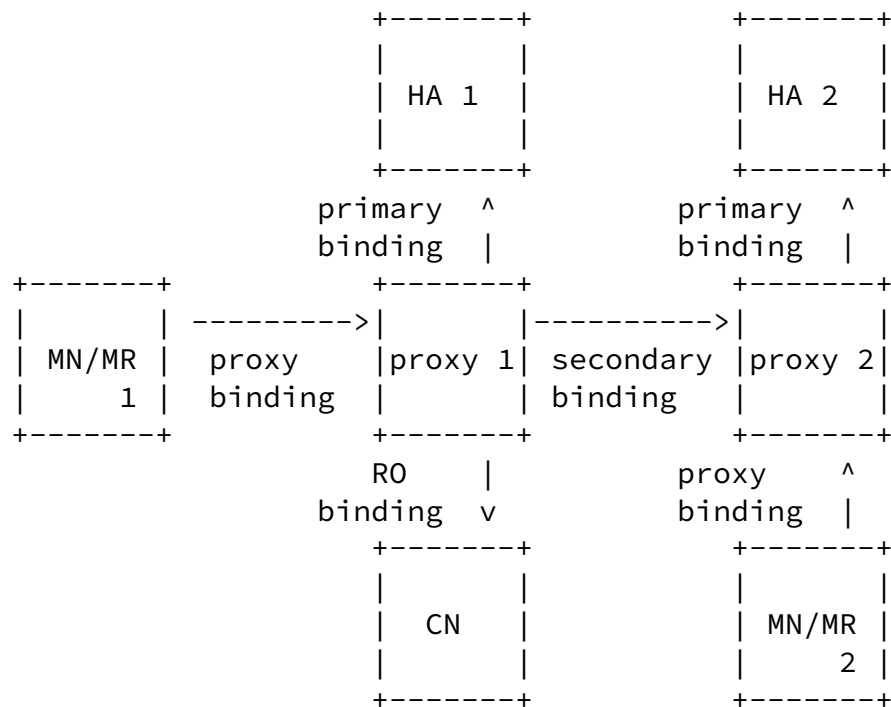 HA 1 HA 2
primary ^ primary ^
binding | binding |
--------->| |---------->|
MN/MR proxy proxy 1 secondary proxy 2
1 binding binding
RO | proxy ^
binding v binding |
CN MN/MR
2